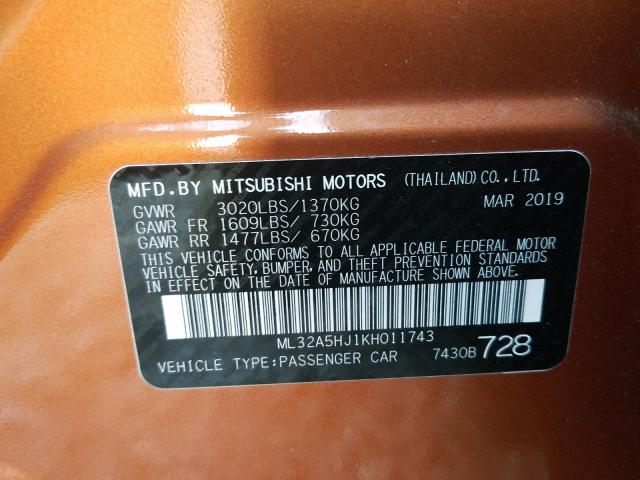 MFD.BY MITSUBISHI MOTORS (THAILAND)CO.,LTD.
GVWR 3020LBS/1370KG MAR 2019
GAWR FR 1609LBS/ 730KG
GAWR RR 1477LBS/ 670KG
THIS VEHICLE CONFORMS TO ALL APPLICABLE FEDERAL MOTOR
VEHICLE SAFETY, BUMPER, AND THEFT PREVENTION STANDARDS
IN EFFECT ON THE DATE OF MANUFACTURE SHOWN ABOVE.
ML32A5HJ1KH011743
VEHICLE TYPE:PASSENGER CAR 7430B 728